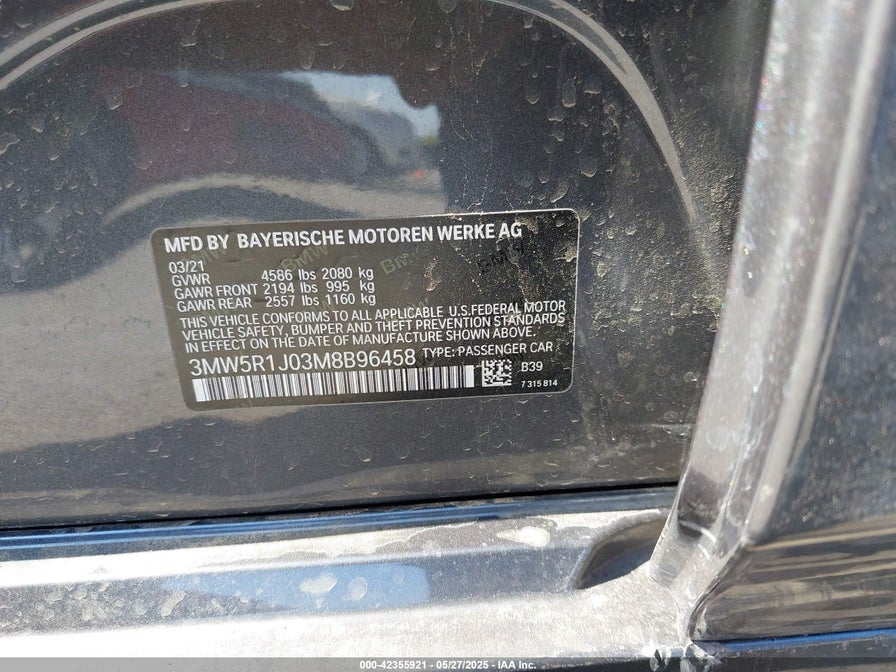 MFD BY BAYERISCHE MOTOREN WERKE AG
03/21
GVWR 4586 lbs 2080 kg
GAWR FRONT 2194 lbs 995 kg
GAWR REAR 2557 lbs 1160 kg
THIS VEHICLE CONFORMS TO ALL APPLICABLE U.S.FEDERAL MOTOR
VEHICLE SAFETY, BUMPER AND THEFT PREVENTION STANDARDS
IN EFFECT ON THE DATE OF MANUFACTURE SHOWN ABOVE.
3MW5R1J03M8B96458 TYPE: PASSENGER CAR
B39
7 315 814
000-42355921 | 05/27/2025 | IAA Inc.